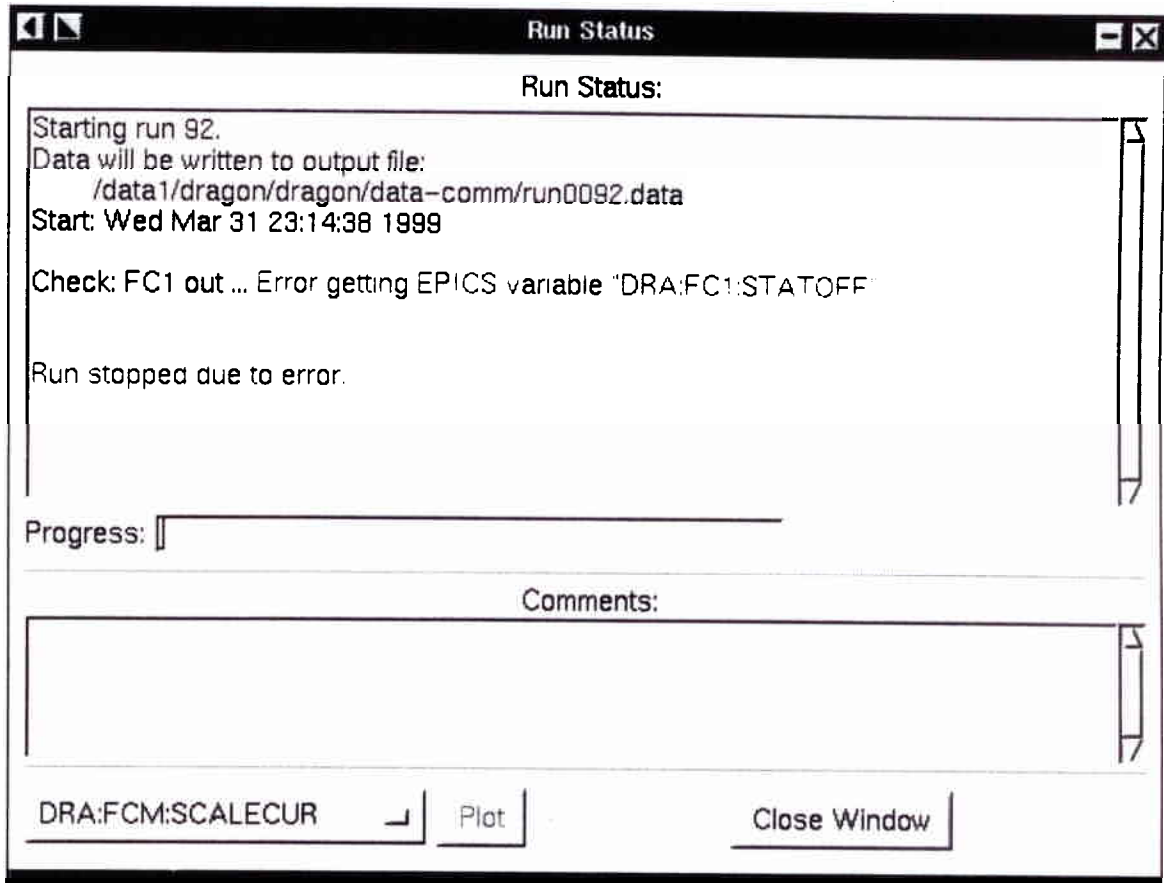 Run Status
Run Status:
Starting run 92.
Data will be written to output file:
/data1/dragon/dragon/data-comm/run0092.data
Start: Wed Mar 31 23:14:38 1999
Check: FC1 out ... Error getting EPICS variable "DRA:FC1:STATOFF"
Run stopped due to error.
Progress:
Comments:
DRA:FCM:SCALECUR
Plot
Close Window